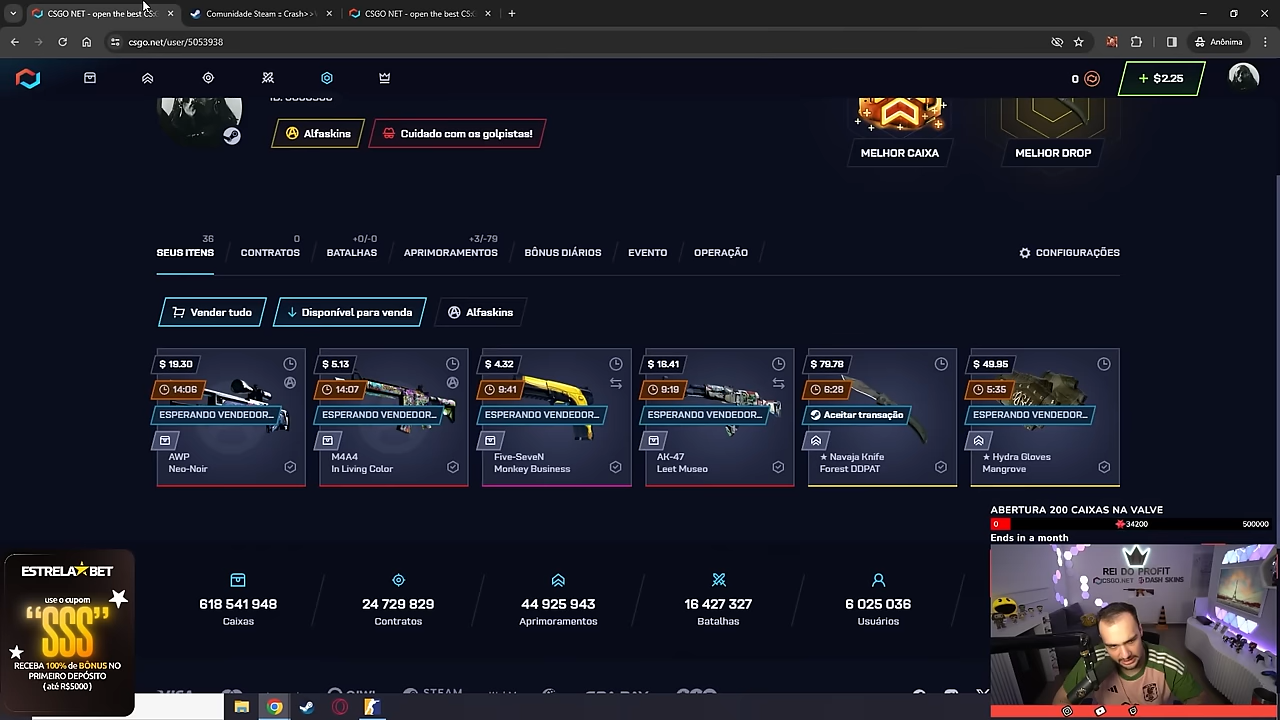 CSGO NET - open the best CS:
Comunidade Steam :: Crash>>
CSGO NET - open the best CS:
csgo.net/user/5053938
Anônima
0
+ $2.25
Alfaskins
Cuidado com os golpistas!
MELHOR CAIXA
MELHOR DROP
36
0
+0/-0
+3/-79
SEUS ITENS
CONTRATOS
BATALHAS
APRIMORAMENTOS
BÔNUS DIÁRIOS
EVENTO
OPERAÇÃO
CONFIGURAÇÕES
Vender tudo
Disponível para venda
Alfaskins
$ 19.30
14:06
ESPERANDO VENDEDOR...
AWP
Neo-Noir
$ 5.13
14:07
ESPERANDO VENDEDOR...
M4A4
In Living Color
$ 4.32
9:41
ESPERANDO VENDEDOR...
Five-SeveN
Monkey Business
$ 16.41
9:19
ESPERANDO VENDEDOR...
AK-47
Leet Museo
$ 79.78
6:28
Aceitar transação
★ Navaja Knife
Forest DDPAT
$ 49.95
5:35
ESPERANDO VENDEDOR...
★ Hydra Gloves
Mangrove
ABERTURA 200 CAIXAS NA VALVE
0
34200
500000
Ends in a month
REI DO PROFIT
CSGO.NET
DASH SKINS
ESTRELA★BET
use o cupom
"SSS"
RECEBA 100% de BÔNUS NO
PRIMEIRO DEPÓSITO
(até R$5000)
618 541 948
Caixas
24 729 829
Contratos
44 925 943
Aprimoramentos
16 427 327
Batalhas
6 025 036
Usuários